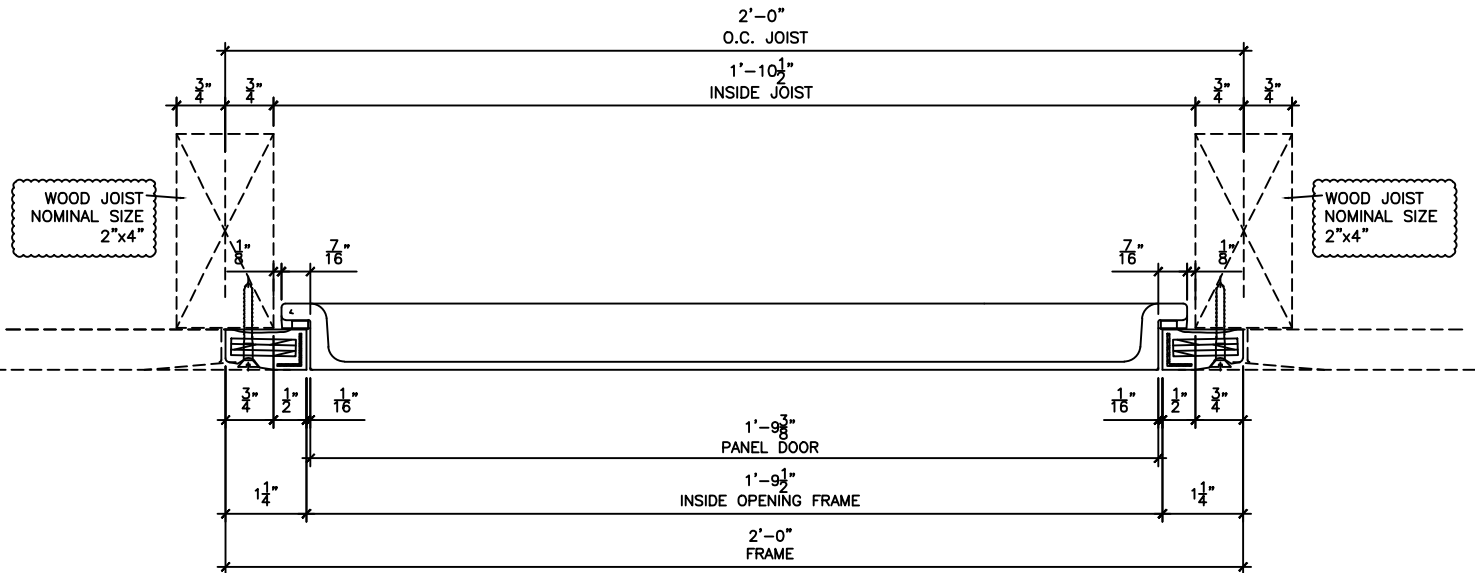 2'-0"
O.C. JOIST
1'-10 1/2"
INSIDE JOIST
3/4" 3/4" 3/4" 3/4"
WOOD JOIST
NOMINAL SIZE
2"x4"
WOOD JOIST
NOMINAL SIZE
2"x4"
1/8" 7/16" 7/16" 1/8"
3/4" 1/2" 1/16" 1/16" 1/2" 3/4"
1'-9 3/8"
PANEL DOOR
1 1/4" 1'-9 1/2" 1 1/4"
INSIDE OPENING FRAME
2'-0"
FRAME